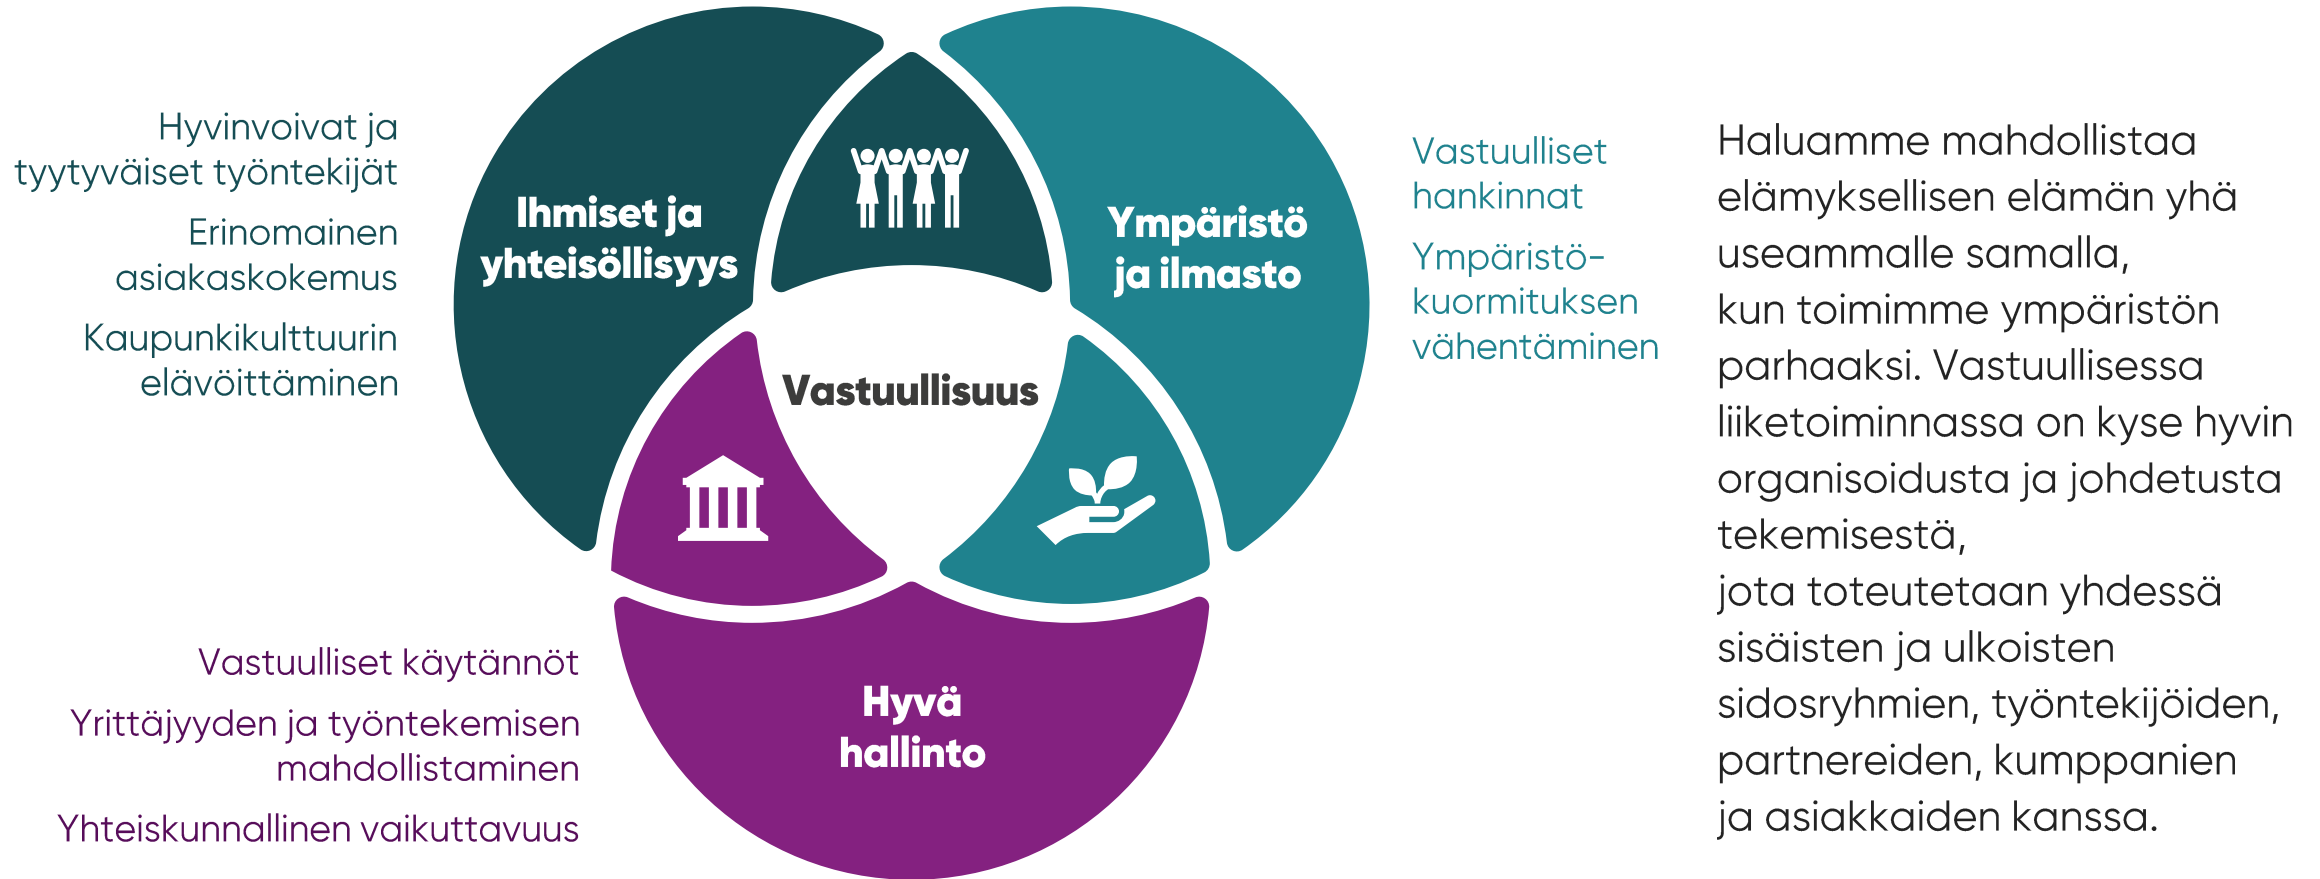 Hyvinvoivat ja
tyytyväiset työntekijät
Erinomainen
asiakaskokemus
Kaupunkikulttuurin
elävöittäminen
Ihmiset ja
yhteisöllisyys
Ympäristö
ja ilmasto
Vastuulliset
hankinnat
Ympäristö-
kuormituksen
vähentäminen
Vastuullisuus
Vastuulliset käytännöt
Yrittäjyyden ja työntekemisen
mahdollistaminen
Yhteiskunnallinen vaikuttavuus
Hyvä
hallinto
Haluamme mahdollistaa
elämyksellisen elämän yhä
useammalle samalla,
kun toimimme ympäristön
parhaaksi. Vastuullisessa
liiketoiminnassa on kyse hyvin
organisoidusta ja johdetusta
tekemisestä,
jota toteutetaan yhdessä
sisäisten ja ulkoisten
sidosryhmien, työntekijöiden,
partnereiden, kumppanien
ja asiakkaiden kanssa.